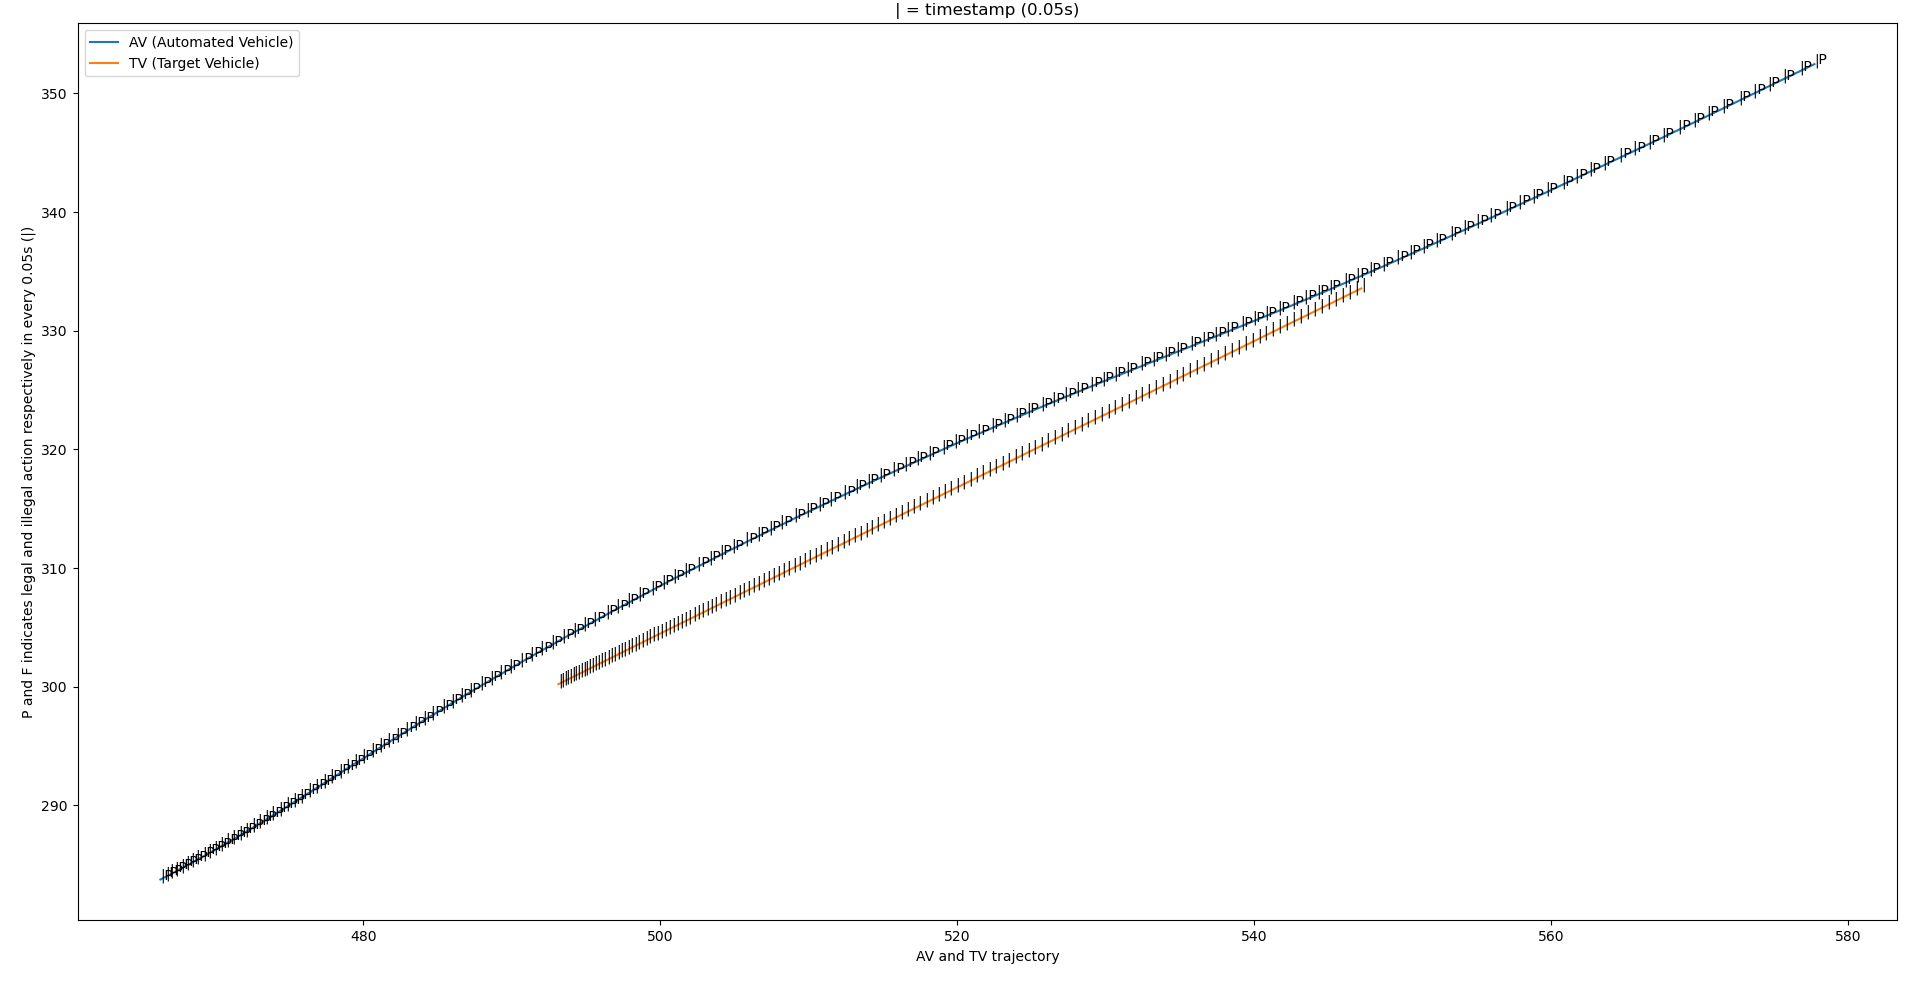 | = timestamp (0.05s)
AV (Automated Vehicle)
TV (Target Vehicle)
P and F indicates legal and illegal action respectively in every 0.05s (|)
350
340
330
320
310
300
290
480
500
520
540
560
580
AV and TV trajectory